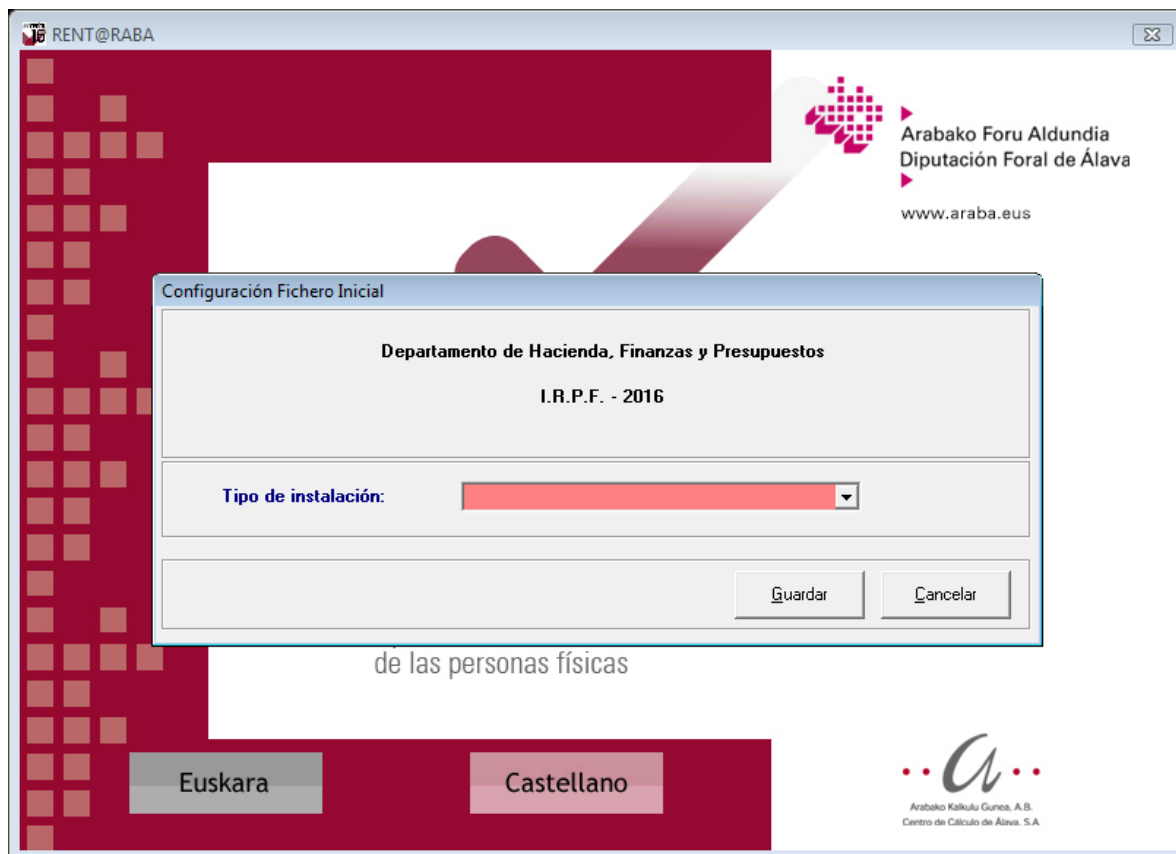 RENT@RABA
Arabako Foru Aldundia
Diputación Foral de Álava
www.araba.eus
Configuración Fichero Inicial
Departamento de Hacienda, Finanzas y Presupuestos
I.R.P.F. - 2016
Tipo de instalación:
Guardar
Cancelar
de las personas físicas
Euskara
Castellano
Arabako Kalkulu Gunea, A.B.
Centro de Cálculo de Álava. S.A.